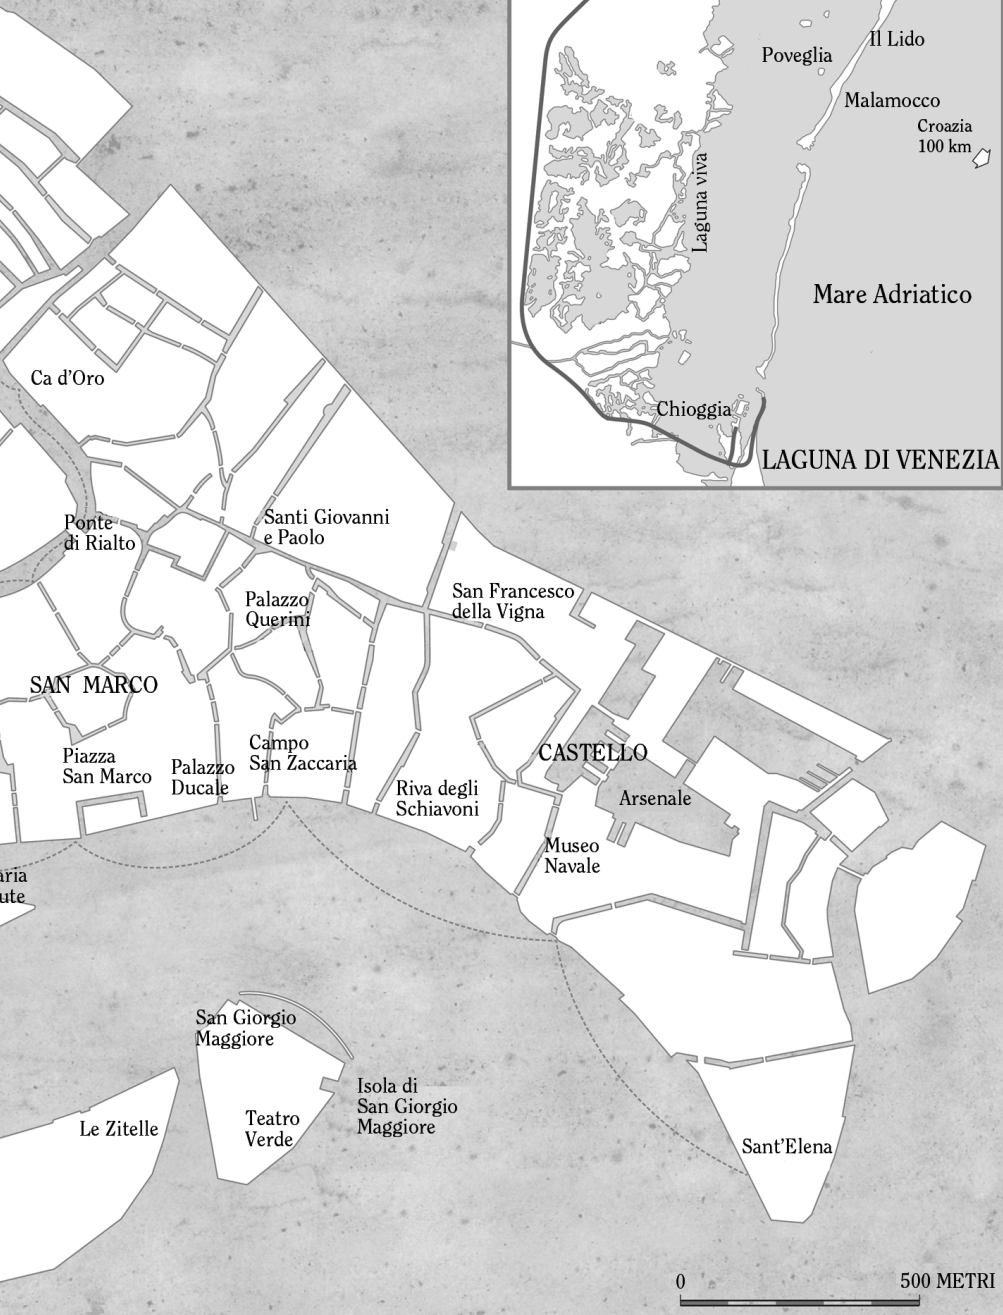 Il Lido
Poveglia
Malamocco
Croazia
100 km
Laguna viva
Mare Adriatico
Chioggia
LAGUNA DI VENEZIA
Ca d'Oro
Ponte
di Rialto
Santi Giovanni
e Paolo
San Francesco
della Vigna
Palazzo
Querini
SAN MARCO
Piazza
San Marco
Palazzo
Ducale
Campo
San Zaccaria
CASTELLO
Riva degli
Schiavoni
Arsenale
Museo
Navale
aria
ute
San Giorgio
Maggiore
Isola di
San Giorgio
Maggiore
Teatro
Verde
Le Zitelle
Sant'Elena
0
500 METRI